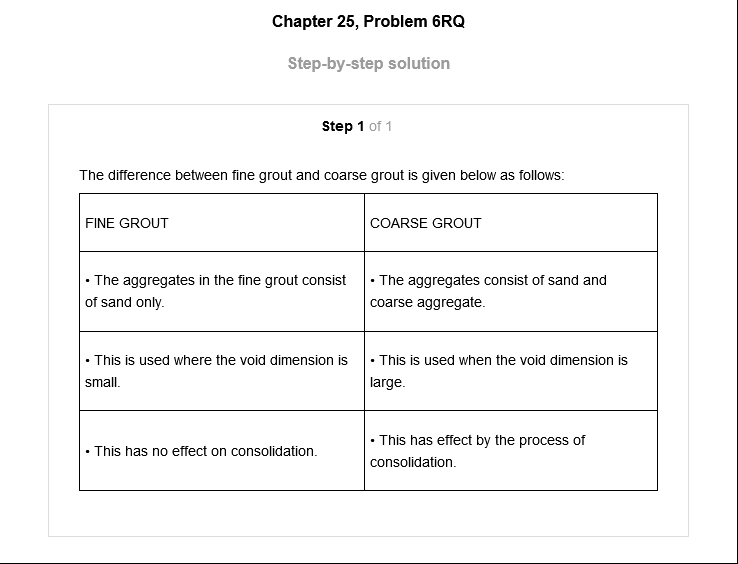 Chapter 25, Problem 6RQ
Step-by-step solution
Step 1 of 1
The difference between fine grout and coarse grout is given below as follows:
FINE GROUT
COARSE GROUT
• The aggregates in the fine grout consist
of sand only.
• The aggregates consist of sand and
coarse aggregate.
• This is used where the void dimension is
small.
• This is used when the void dimension is
large.
• This has no effect on consolidation.
• This has effect by the process of
consolidation.